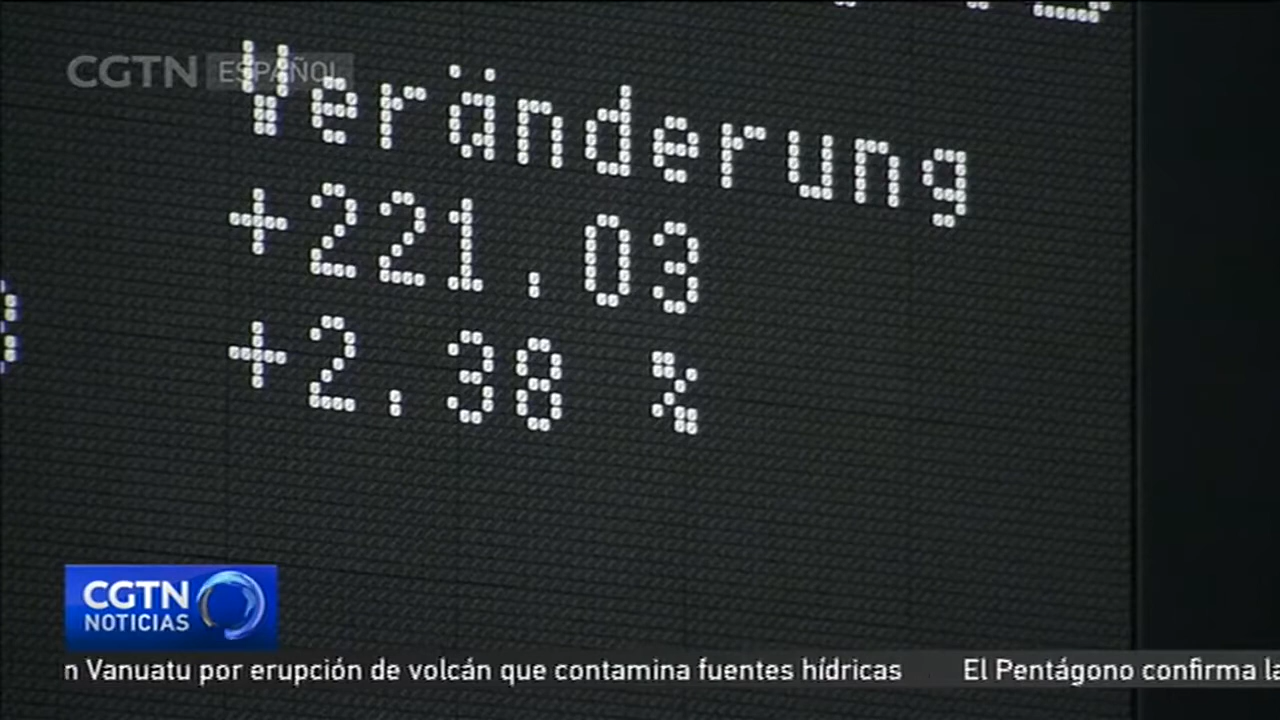 CGTN ESPAÑOL
Veränderung
+221,03
+2,38 %
CGTN
NOTICIAS
n Vanuatu por erupción de volcán que contamina fuentes hídricas El Pentágono confirma la